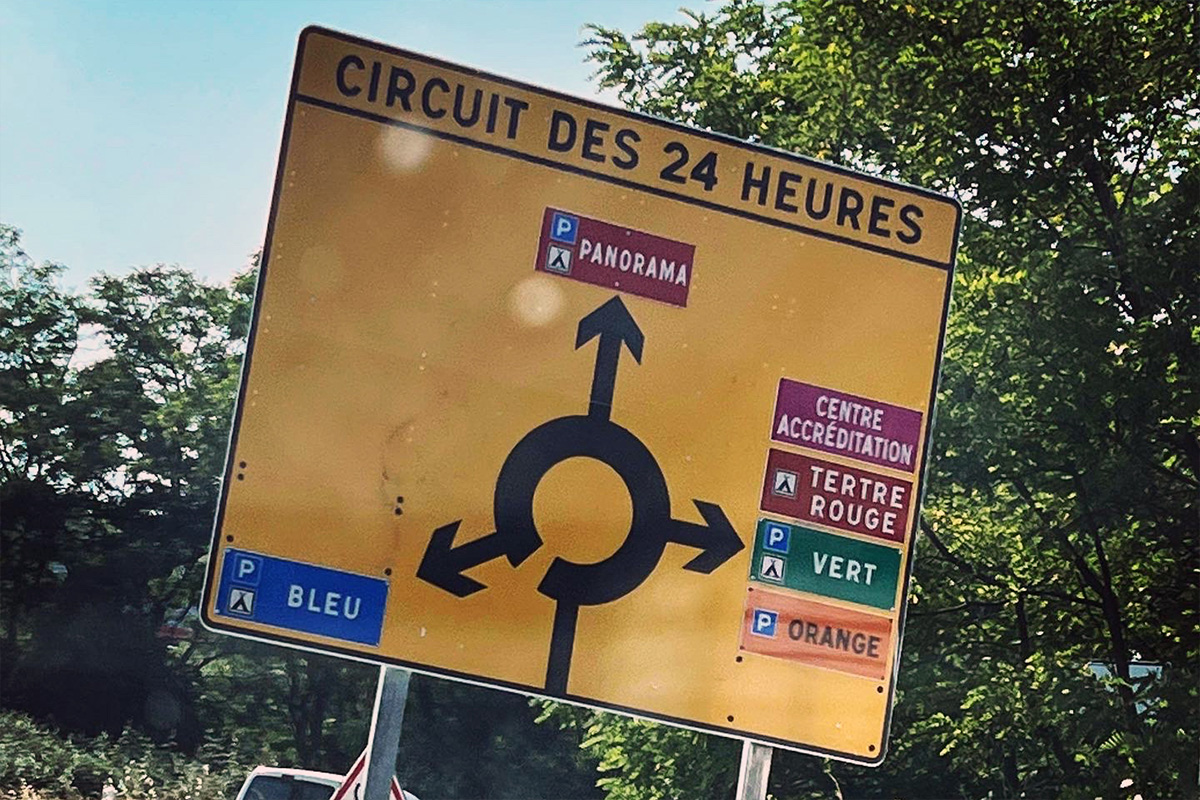 CIRCUIT DES 24 HEURES
P
PANORAMA
CENTRE
ACCRÉDITATION
TERTRE
ROUGE
P
VERT
P
BLEU
P
ORANGE